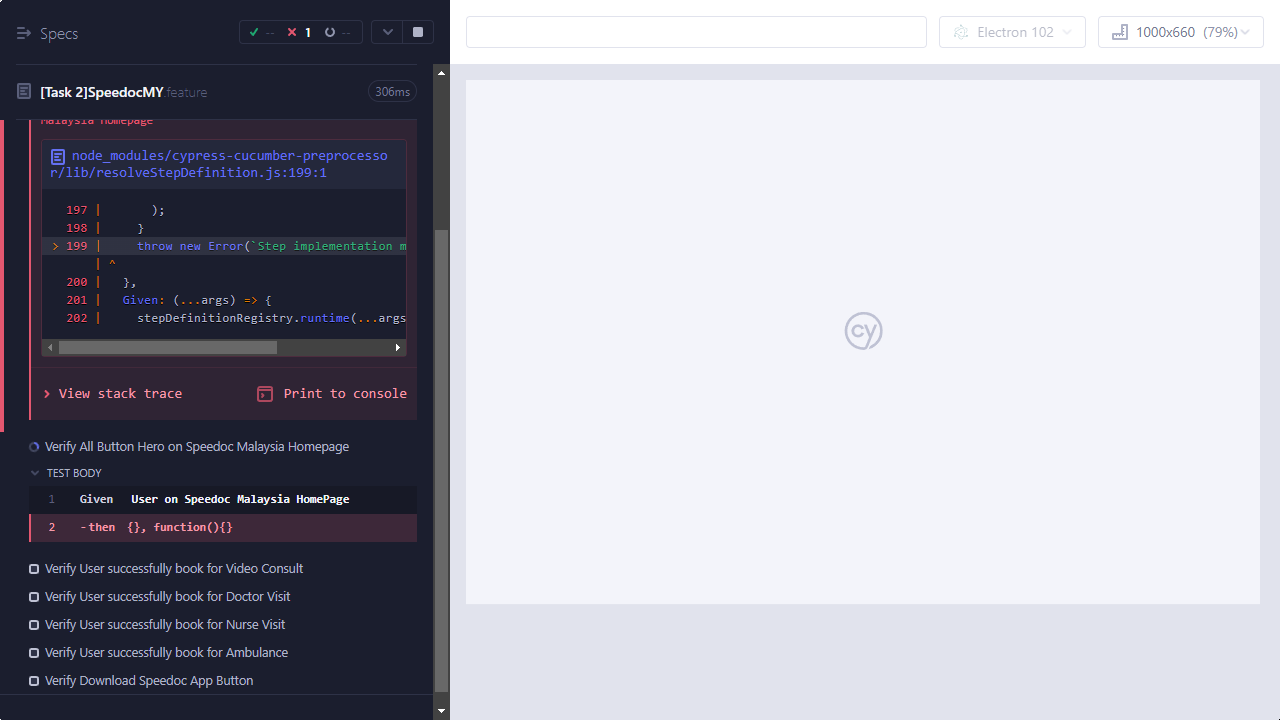 Specs
--
1
--
Electron 102
1000x660 (79%)
[Task 2]SpeedocMY.feature
306ms
Malaysia Homepage
node_modules/cypress-cucumber-preprocesso
r/lib/resolveStepDefinition.js:199:1
197 | );
198 | }
> 199 | throw new Error(`Step implementation m
| ^
200 | },
201 | Given: (...args) => {
202 | stepDefinitionRegistry.runtime(...args
View stack trace
Print to console
Verify All Button Hero on Speedoc Malaysia Homepage
TEST BODY
1 Given User on Speedoc Malaysia HomePage
2 -then {}, function(){}
Verify User successfully book for Video Consult
Verify User successfully book for Doctor Visit
Verify User successfully book for Nurse Visit
Verify User successfully book for Ambulance
Verify Download Speedoc App Button
cy